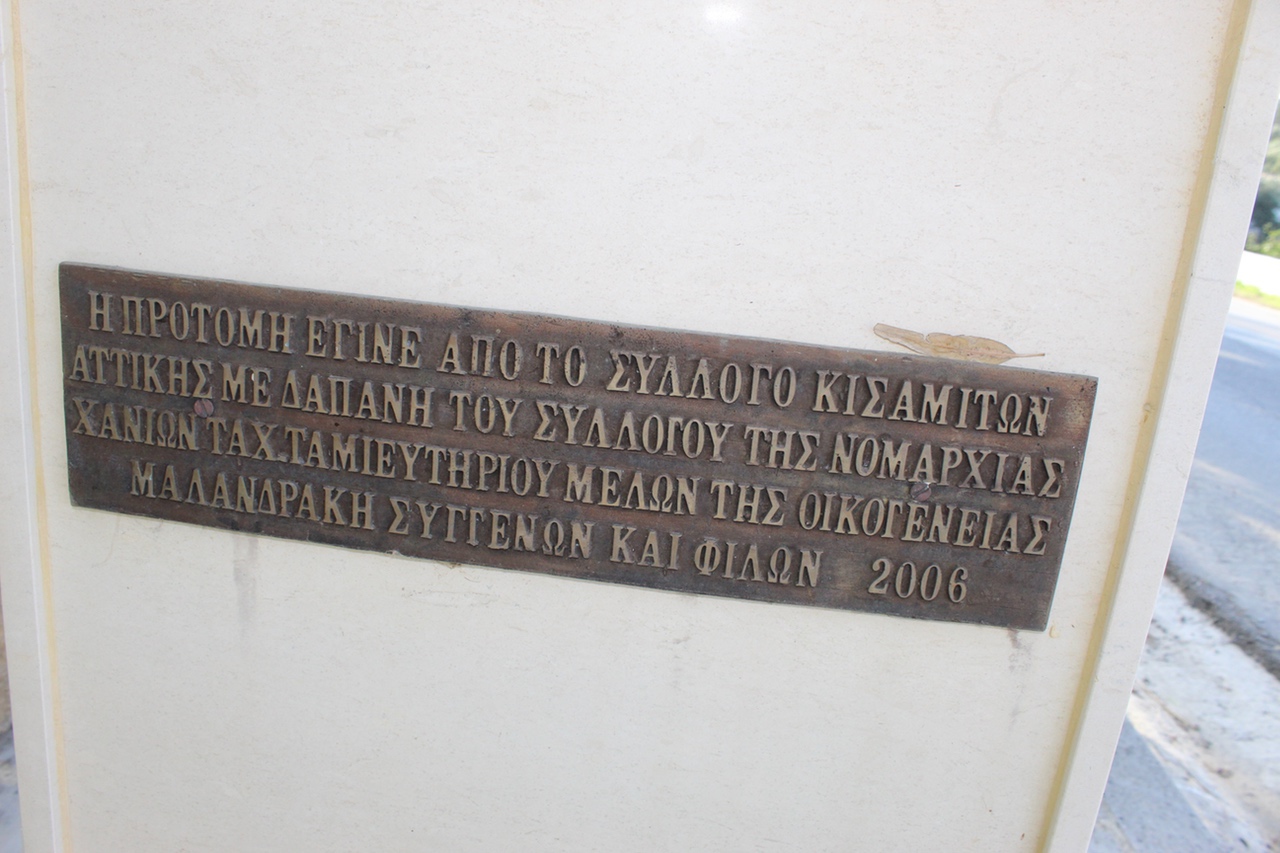 Η ΠΡΟΤΟΜΗ ΕΓΙΝΕ ΑΠΟ ΤΟ ΣΥΛΛΟΓΟ ΚΙΣΑΜΙΤΩΝ
ΑΤΤΙΚΗΣ ΜΕ ΔΑΠΑΝΗ ΤΟΥ ΣΥΛΛΟΓΟΥ ΤΗΣ ΝΟΜΑΡΧΙΑΣ
ΧΑΝΙΩΝ ΤΑΧ. ΤΑΜΙΕΥΤΗΡΙΟΥ ΜΕΛΩΝ ΤΗΣ ΟΙΚΟΓΕΝΕΙΑΣ
ΜΑΛΑΝΔΡΑΚΗ ΣΥΓΓΕΝΩΝ ΚΑΙ ΦΙΛΩΝ 2006